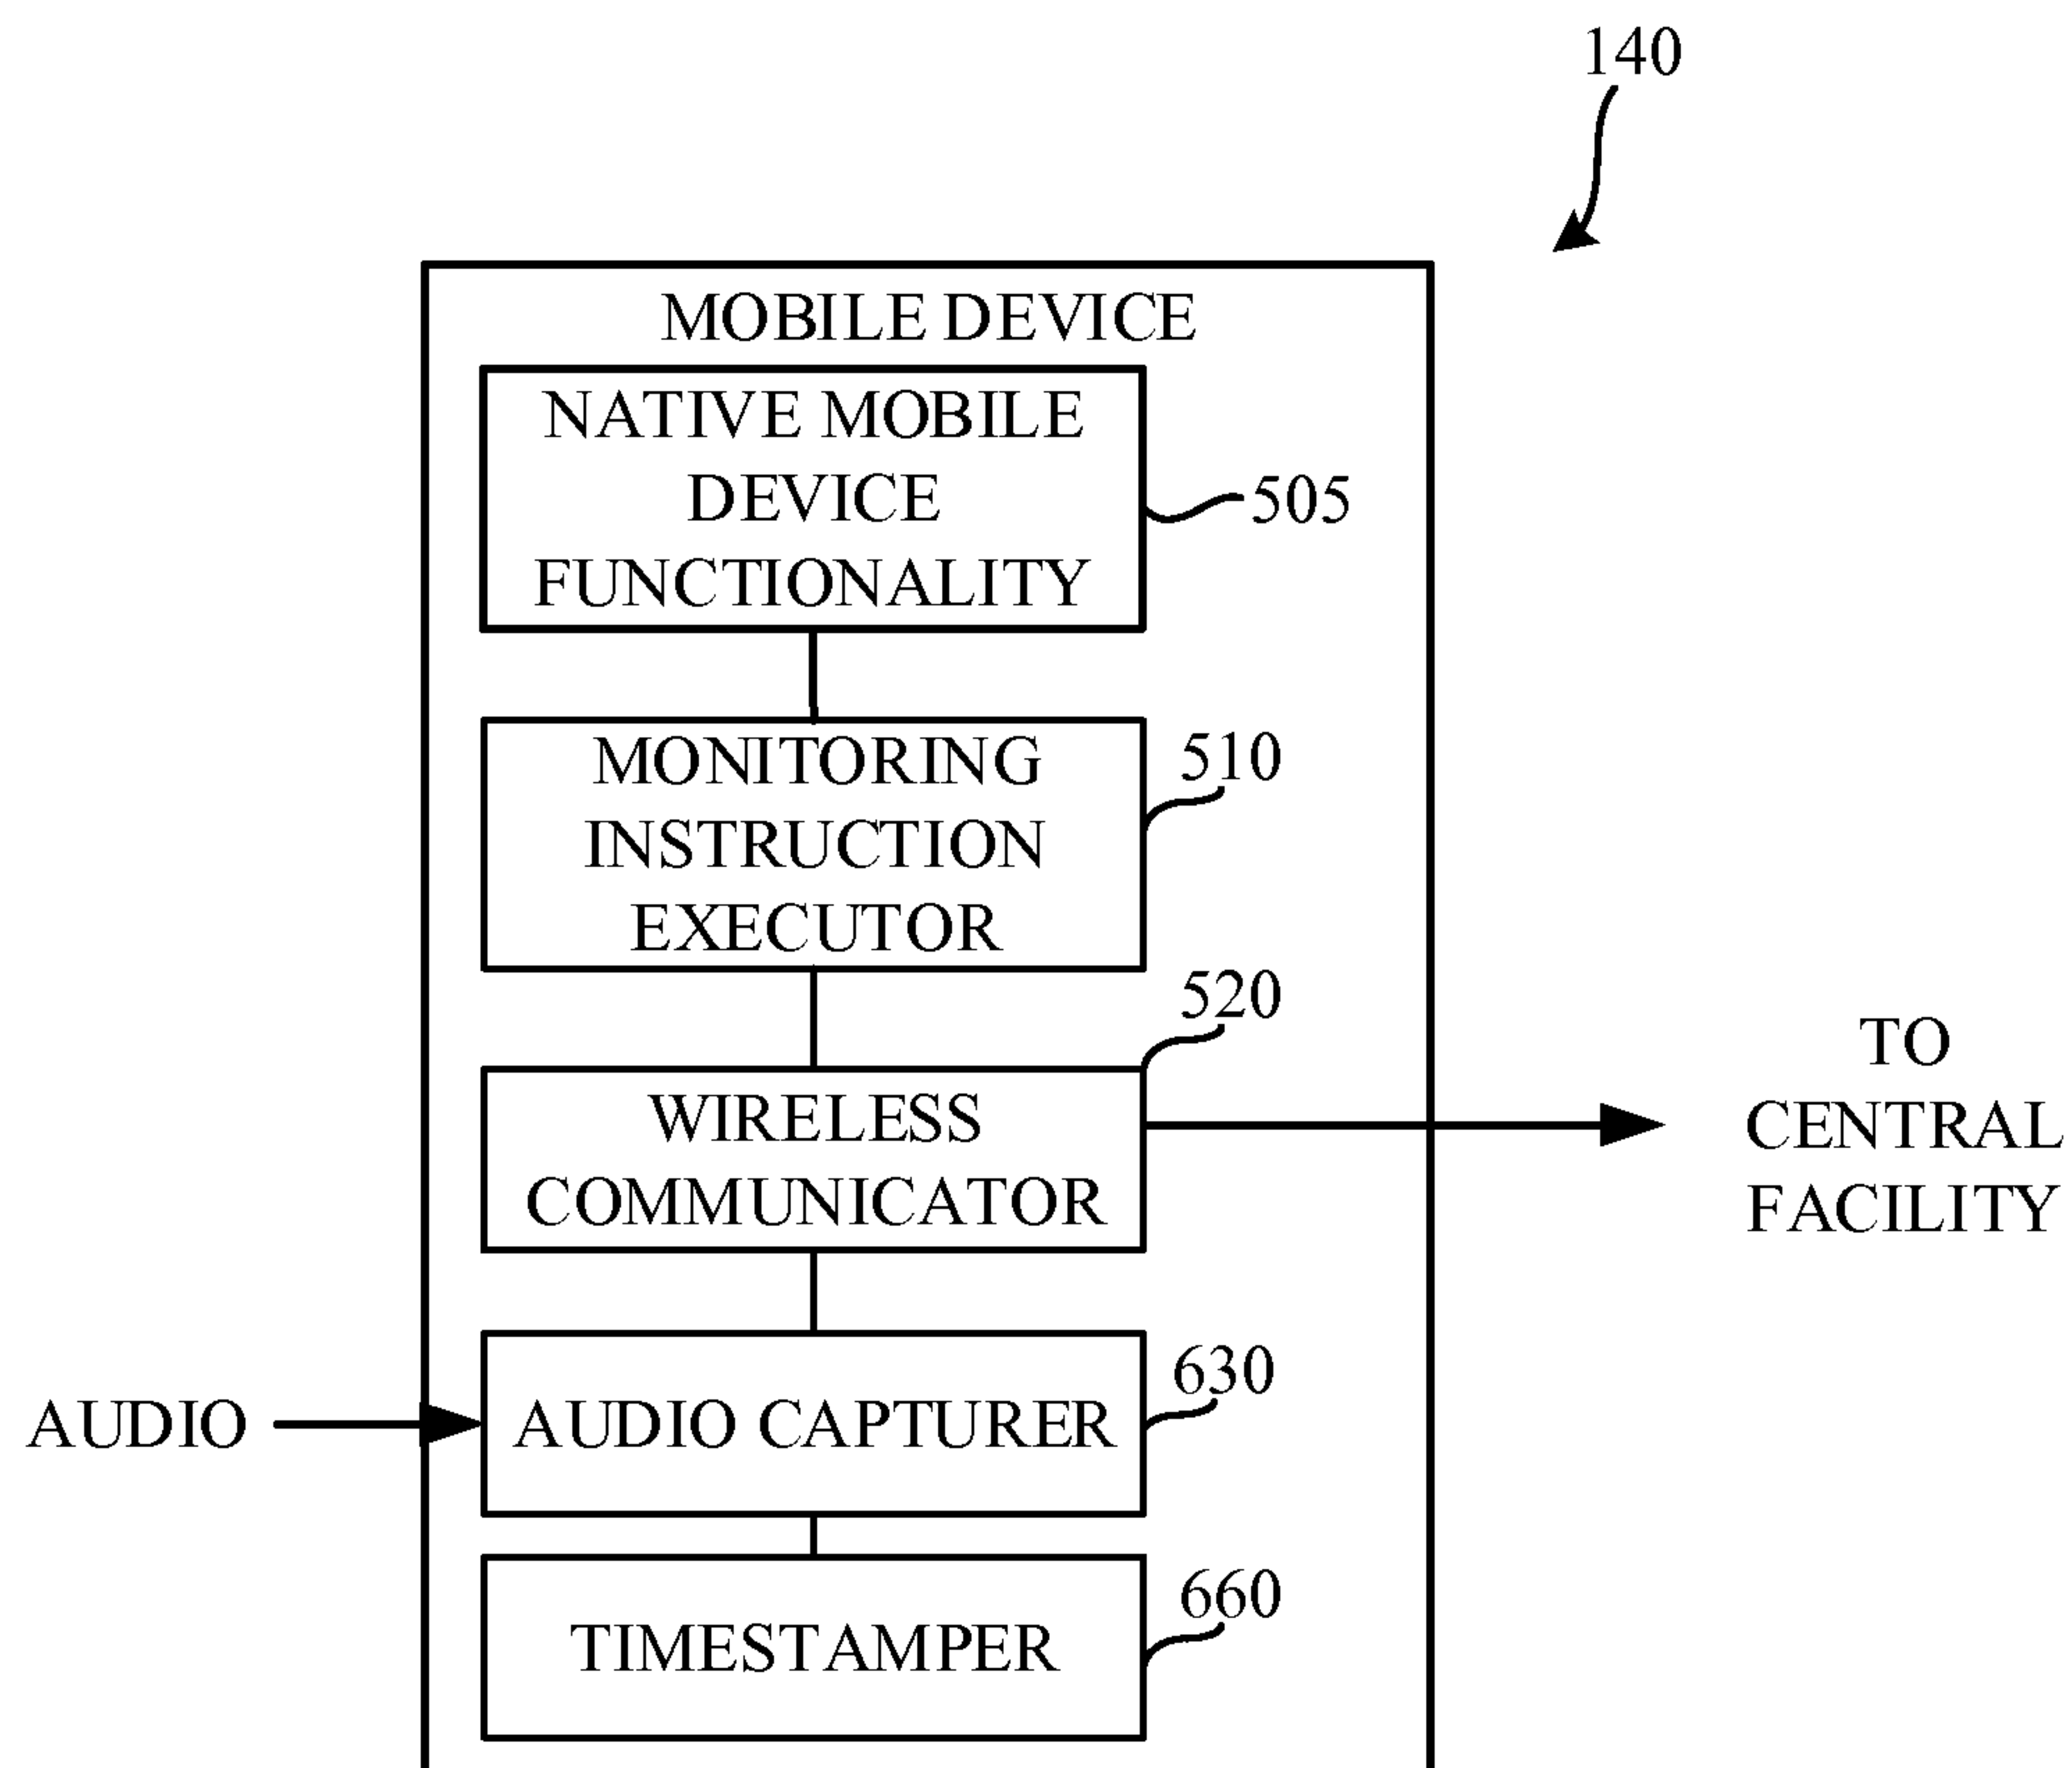 140
MOBILE DEVICE
NATIVE MOBILE
DEVICE
FUNCTIONALITY
505
MONITORING
INSTRUCTION
EXECUTOR
510
520
WIRELESS
COMMUNICATOR
TO
CENTRAL
FACILITY
AUDIO
AUDIO CAPTURER
630
TIMESTAMPER
660